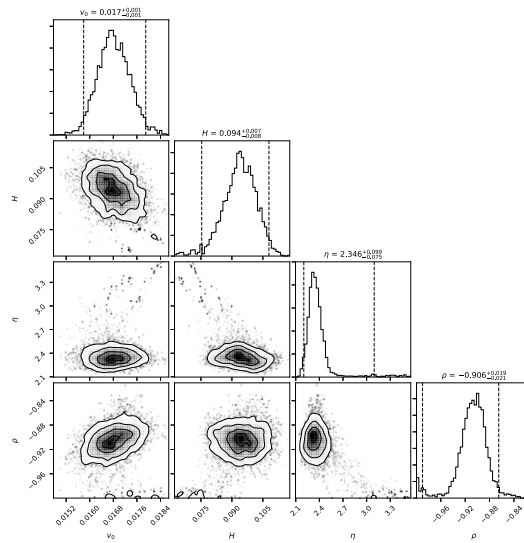 ν₀ = 0.017⁺⁰·⁰⁰¹₋₀.₀₀₁
0.105
0.090
0.075
H
H = 0.094⁺⁰·⁰⁰⁷₋₀.₀₀₈
3.3
3.0
2.7
2.4
2.1
η
η = 2.346⁺⁰·⁰⁹⁹₋₀.₀₇₅
−0.84
−0.88
−0.92
−0.96
ρ
ρ = −0.906⁺⁰·⁰¹⁹₋₀.₀₂₁
0.0152 0.0160 0.0168 0.0176 0.0184
0.075 0.090 0.105
2.1 2.4 2.7 3.0 3.3
−0.96 −0.92 −0.88 −0.84
ν₀ H η ρ